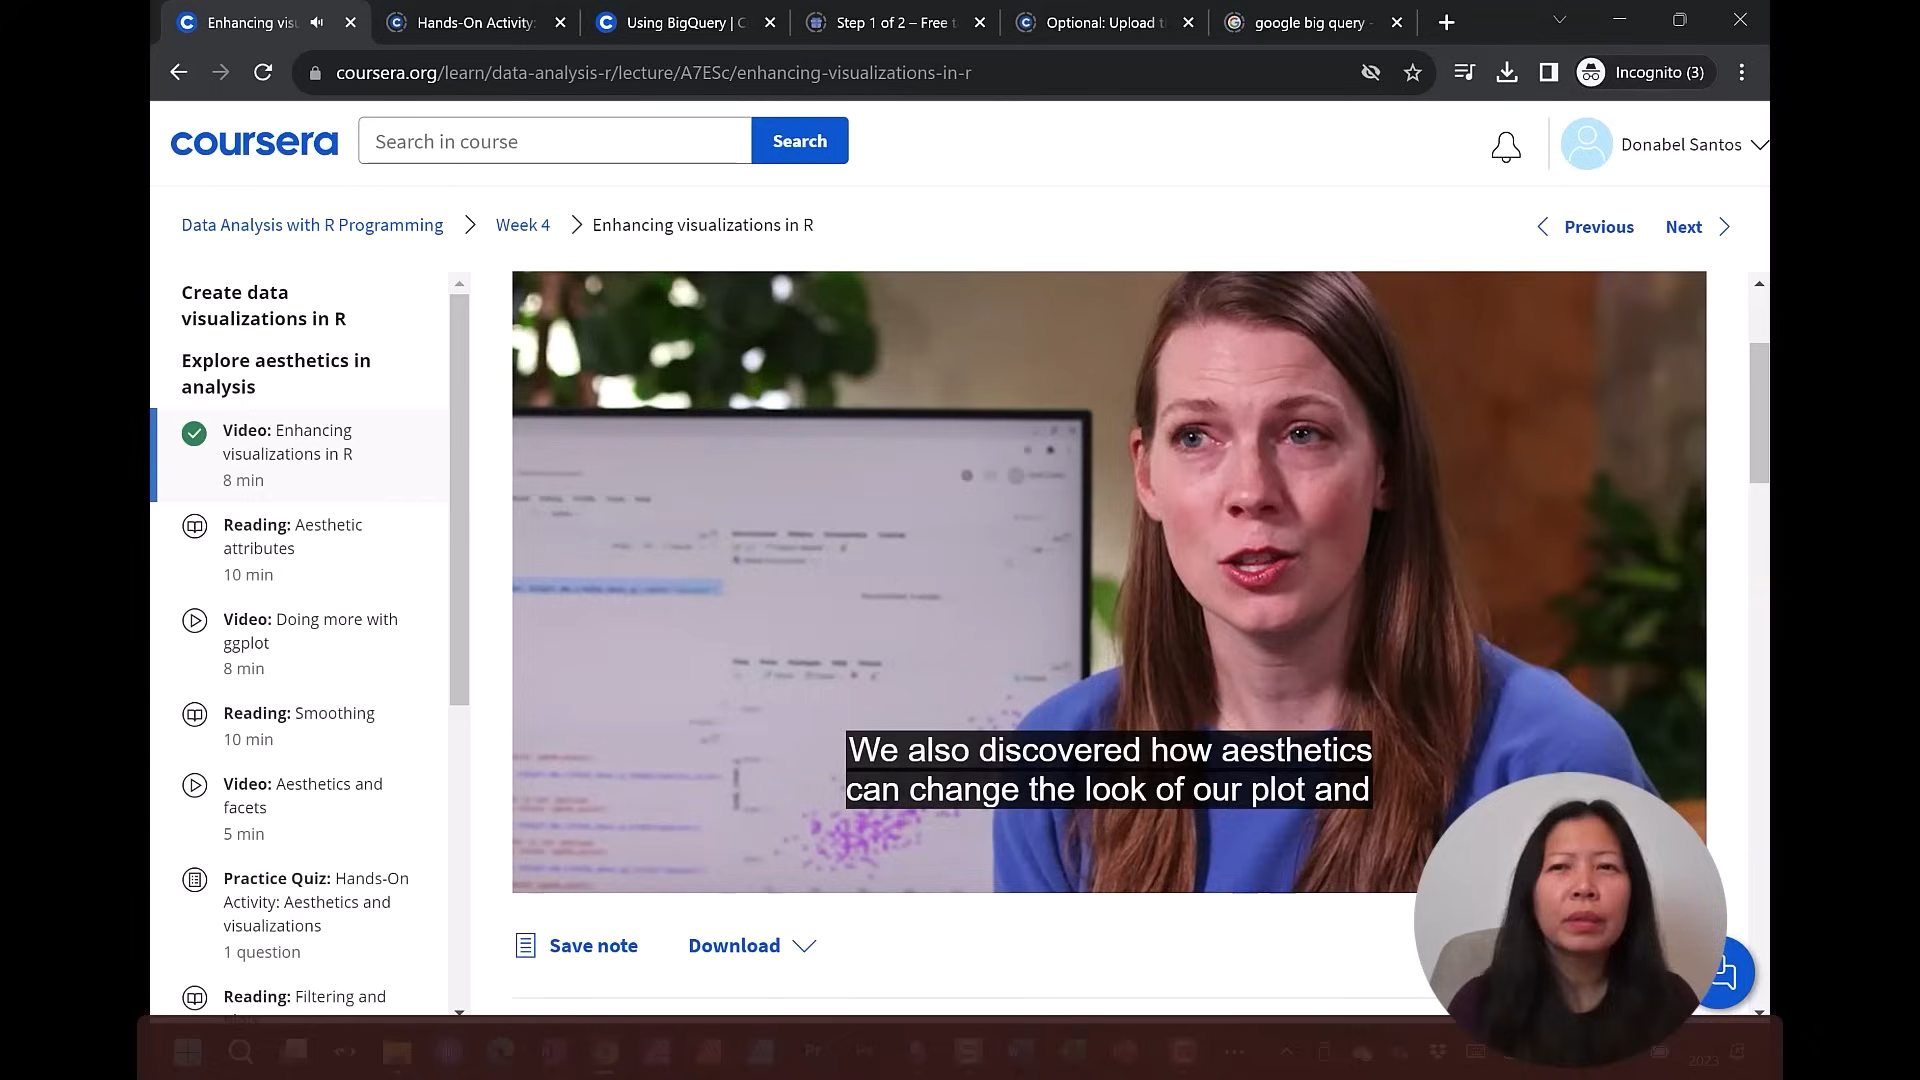 Enhancing vis
Hands-On Activity:
Using BigQuery | C
Step 1 of 2 – Free t
Optional: Upload t
google big query -
coursera.org/learn/data-analysis-r/lecture/A7ESc/enhancing-visualizations-in-r
Incognito (3)
coursera
Search in course
Search
Donabel Santos
Data Analysis with R Programming
Week 4
Enhancing visualizations in R
Previous
Next
Create data
visualizations in R
Explore aesthetics in
analysis
Video: Enhancing
visualizations in R
8 min
Reading: Aesthetic
attributes
10 min
Video: Doing more with
ggplot
8 min
Reading: Smoothing
10 min
Video: Aesthetics and
facets
5 min
Practice Quiz: Hands-On
Activity: Aesthetics and
visualizations
1 question
Reading: Filtering and
We also discovered how aesthetics
can change the look of our plot and
Save note
Download
2023